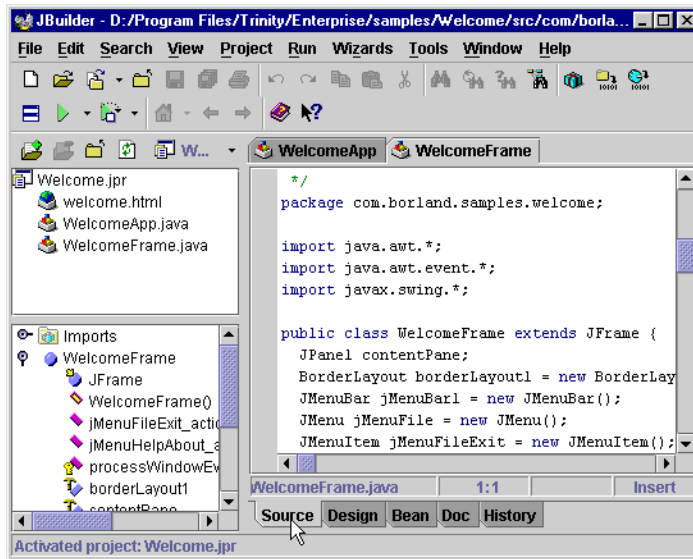 JBuilder - D:/Program Files/Trinity/Enterprise/samples/Welcome/src/com/borla...
File Edit Search View Project Run Wizards Tools Window Help
W...
WelcomeApp WelcomeFrame
Welcome.jpr
welcome.html
WelcomeApp.java
WelcomeFrame.java
Imports
WelcomeFrame
JFrame
WelcomeFrame()
jMenuFileExit_actio
jMenuHelpAbout_a
processWindowEv
borderLayout1
contentPane
*/
package com.borland.samples.welcome;
import java.awt.*;
import java.awt.event.*;
import javax.swing.*;
public class WelcomeFrame extends JFrame {
JPanel contentPane;
BorderLayout borderLayout1 = new BorderLay
JMenuBar jMenuBar1 = new JMenuBar();
JMenu jMenuFile = new JMenu();
JMenuItem jMenuFileExit = new JMenuItem();
WelcomeFrame.java 1:1 Insert
Source Design Bean Doc History
Activated project: Welcome.jpr